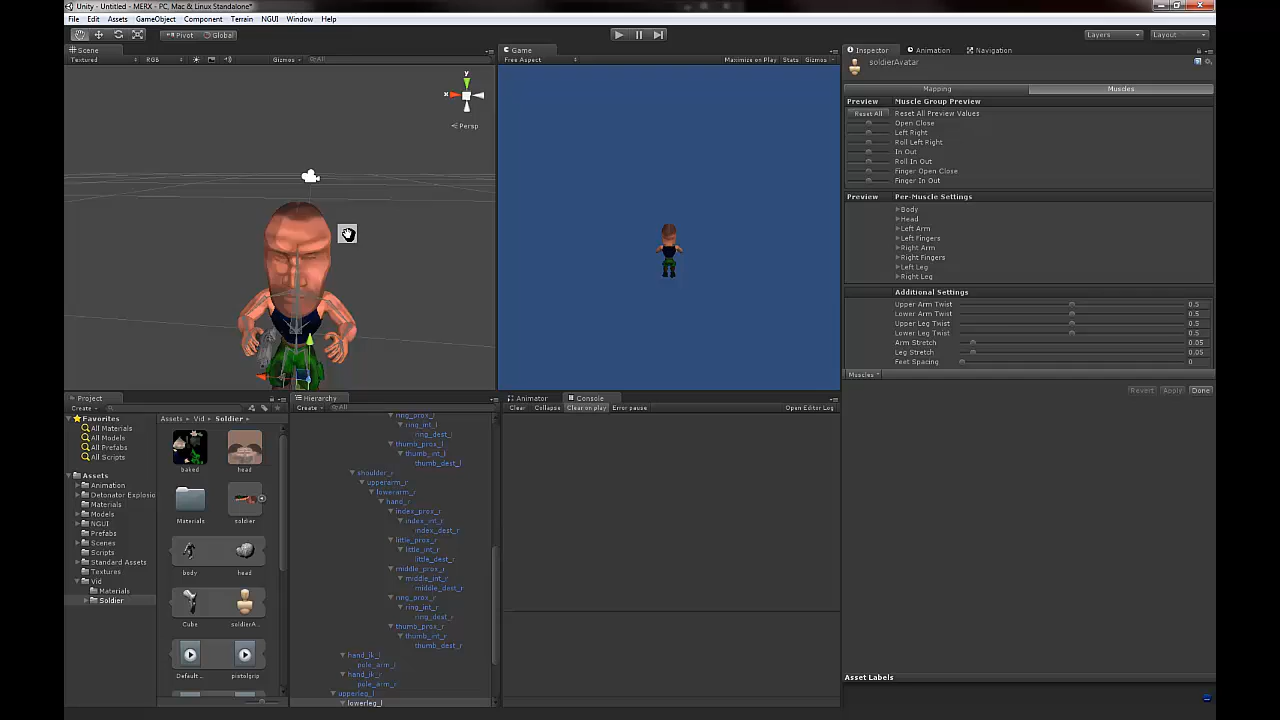 Unity - Untitled - MERX - PC, Mac & Linux Standalone*
File Edit Assets GameObject Component Terrain NGUI Window Help
Pivot Global Layers Layout
Scene
Textured RGB Gizmos All
y
x
Persp
Game
Free Aspect Maximize on Play Stats Gizmos
Inspector Animation Navigation
soldierAvatar
Mapping Muscles
Preview Muscle Group Preview
Reset All Reset All Preview Values
Open Close
Left Right
Roll Left Right
In Out
Roll In Out
Finger Open Close
Finger In Out
Preview Per-Muscle Settings
Body
Head
Left Arm
Left Fingers
Right Arm
Right Fingers
Left Leg
Right Leg
Additional Settings
Upper Arm Twist 0.5
Lower Arm Twist 0.5
Upper Leg Twist 0.5
Lower Leg Twist 0.5
Arm Stretch 0.05
Leg Stretch 0.05
Feet Spacing 0
Muscles
Revert Apply Done
Asset Labels
Project
Create
Favorites
All Materials
All Models
All Prefabs
All Scripts
Assets
Animation
Detonator Explosio
Materials
Models
NGUI
Prefabs
Scenes
Scripts
Standard Assets
Textures
Vid
Materials
Soldier
Assets Vid Soldier
baked head
Materials soldier
body head
Cube soldierA...
Default... pistolgrip
Hierarchy
Create All
ring_prox_l
ring_int_l
ring_dest_l
thumb_prox_l
thumb_int_l
thumb_dest_l
shoulder_r
upperarm_r
lowerarm_r
hand_r
index_prox_r
index_int_r
index_dest_r
little_prox_r
little_int_r
little_dest_r
middle_prox_r
middle_int_r
middle_dest_r
ring_prox_r
ring_int_r
ring_dest_r
thumb_prox_r
thumb_int_r
thumb_dest_r
hand_ik_l
pole_arm_l
hand_ik_r
pole_arm_r
upperleg_l
lowerleg_l
Animator Console
Clear Collapse Clear on play Error pause Open Editor Log